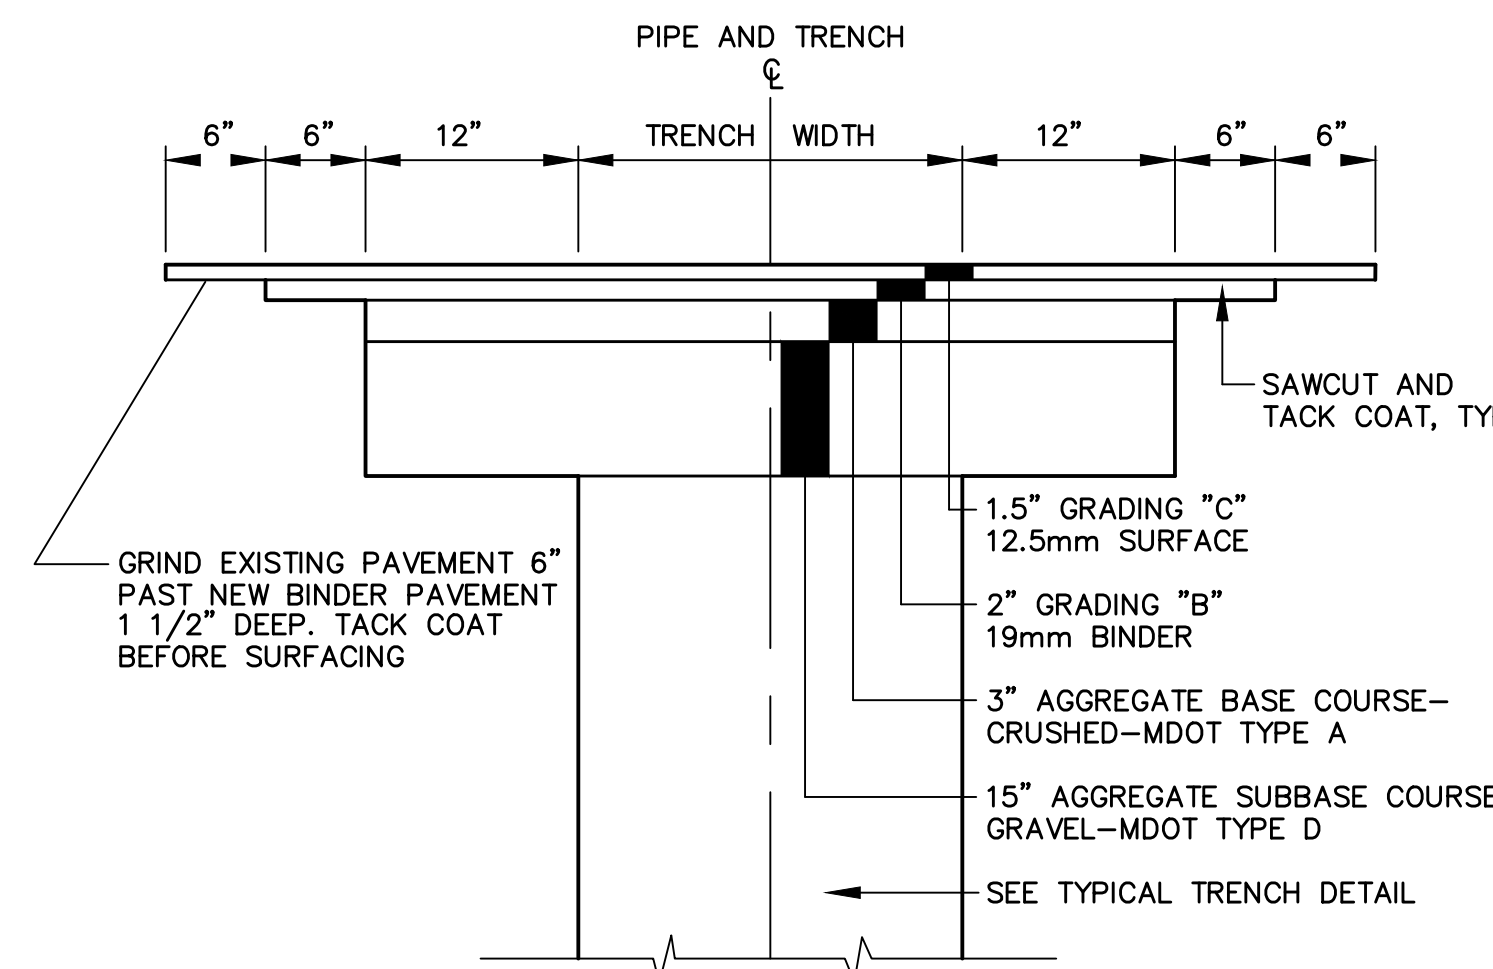 PIPE AND TRENCH
℄
6” 6” 12” TRENCH WIDTH 12” 6” 6”
SAWCUT AND
TACK COAT,
1.5” GRADING "C"
12.5mm SURFACE
GRIND EXISTING PAVEMENT 6”
PAST NEW BINDER PAVEMENT
1 1/2” DEEP. TACK COAT
BEFORE SURFACING
2” GRADING "B"
19mm BINDER
3” AGGREGATE BASE COURSE–
CRUSHED–MDOT TYPE A
15” AGGREGATE SUBBASE COURSE
GRAVEL–MDOT TYPE D
SEE TYPICAL TRENCH DETAIL